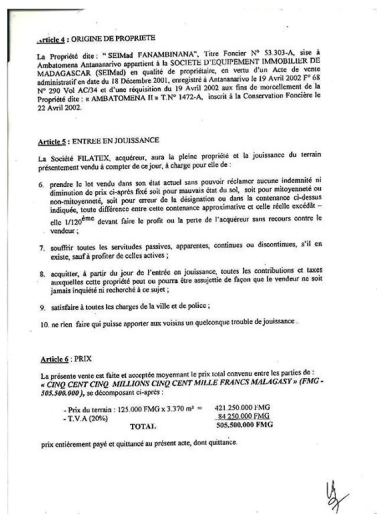 Article 4 : ORIGINE DE PROPRIETE
La Propriété dite : " SEIMad FANAMBINANA", Titre Foncier N° 53.303-A, sise à
Ambatomena Antananarivo appartient à la SOCIETE D'EQUIPEMENT IMMOBILIER DE
MADAGASCAR (SEIMad) en qualité de propriétaire, en vertu d'un Acte de vente
administratif en date du 18 Décembre 2001, enregistré à Antananarivo le 19 Avril 2002 F° 68
N° 290 Vol AC/34 et d'une réquisition du 19 Avril 2002 aux fins de morcellement de la
Propriété dite : « AMBATOMENA II » T.N° 1472-A, inscrit à la Conservation Foncière le
22 Avril 2002.
Article 5 : ENTREE EN JOUISSANCE
La Société FILATEX, acquéreur, aura la pleine propriété et la jouissance du terrain
présentement vendu à compter de ce jour, à charge pour elle de :
6. prendre le lot vendu dans son état actuel sans pouvoir réclamer aucune indemnité ni
diminution de prix ci-après fixé soit pour mauvais état du sol, soit pour mitoyenneté ou
non-mitoyenneté, soit pour erreur de la désignation ou dans la contenance ci-dessus
indiquée, toute différence entre cette contenance approximative et celle réelle excédât –
elle 1/120ème devant faire le profit ou la perte de l'acquéreur sans recours contre le
vendeur ;
7. souffrir toutes les servitudes passives, apparentes, continues ou discontinues, s'il en
existe, sauf à profiter de celles actives ;
8. acquitter, à partir du jour de l'entrée en jouissance, toutes les contributions et taxes
auxquelles cette propriété peut ou pourra être assujettie de façon que le vendeur ne soit
jamais inquiété ni recherché à ce sujet ;
9. satisfaire à toutes les charges de la ville et de police ;
10. ne rien faire qui puisse apporter aux voisins un quelconque trouble de jouissance .
Article 6 : PRIX
La présente vente est faite et acceptée moyennant le prix total convenu entre les parties de :
« CINQ CENT CINQ MILLIONS CINQ CENT MILLE FRANCS MALAGASY » (FMG -
505.500.000), se décomposant ci-après :
- Prix du terrain : 125.000 FMG x 3.370 m² = 421 250.000 FMG
- T.V.A (20%) 84 250.000 FMG
TOTAL 505.500.000 FMG
prix entièrement payé et quittancé au présent acte, dont quittance.